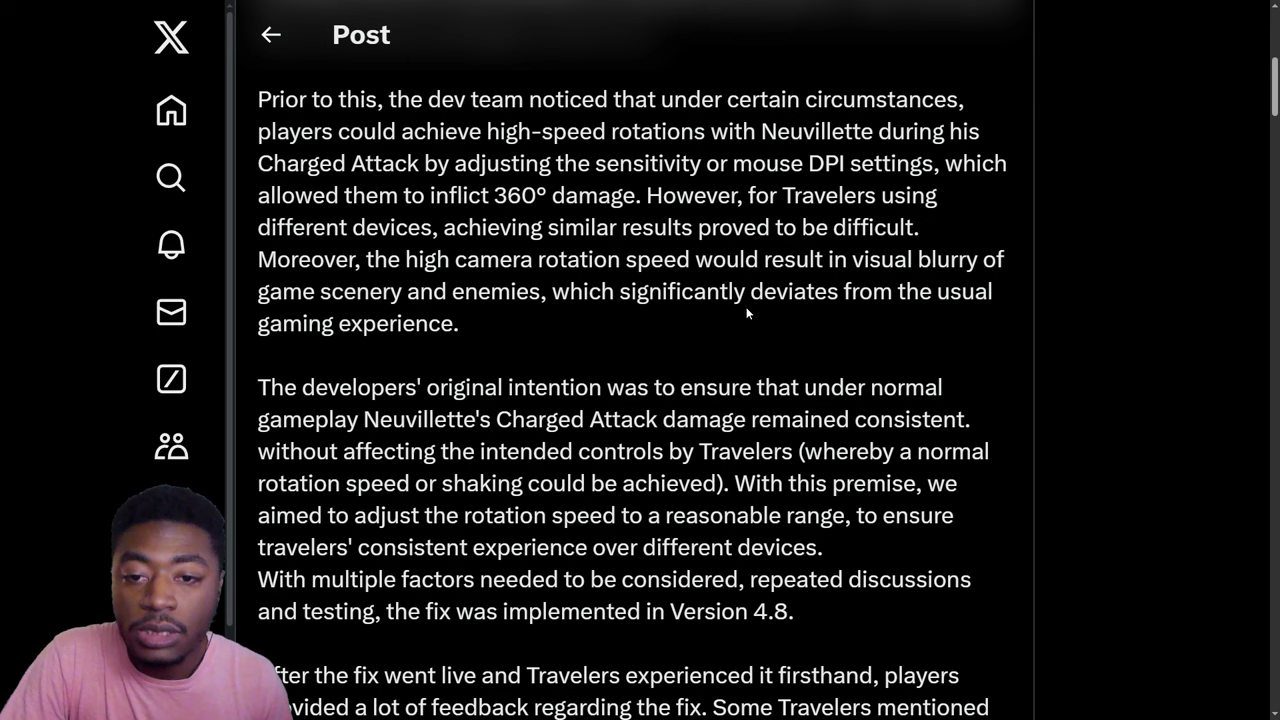 Post
Prior to this, the dev team noticed that under certain circumstances,
players could achieve high-speed rotations with Neuvillette during his
Charged Attack by adjusting the sensitivity or mouse DPI settings, which
allowed them to inflict 360° damage. However, for Travelers using
different devices, achieving similar results proved to be difficult.
Moreover, the high camera rotation speed would result in visual blurry of
game scenery and enemies, which significantly deviates from the usual
gaming experience.
The developers' original intention was to ensure that under normal
gameplay Neuvillette's Charged Attack damage remained consistent.
without affecting the intended controls by Travelers (whereby a normal
rotation speed or shaking could be achieved). With this premise, we
aimed to adjust the rotation speed to a reasonable range, to ensure
travelers' consistent experience over different devices.
With multiple factors needed to be considered, repeated discussions
and testing, the fix was implemented in Version 4.8.
the fix went live and Travelers experienced it firsthand, players
a lot of feedback regarding the fix. Some Travelers mentioned